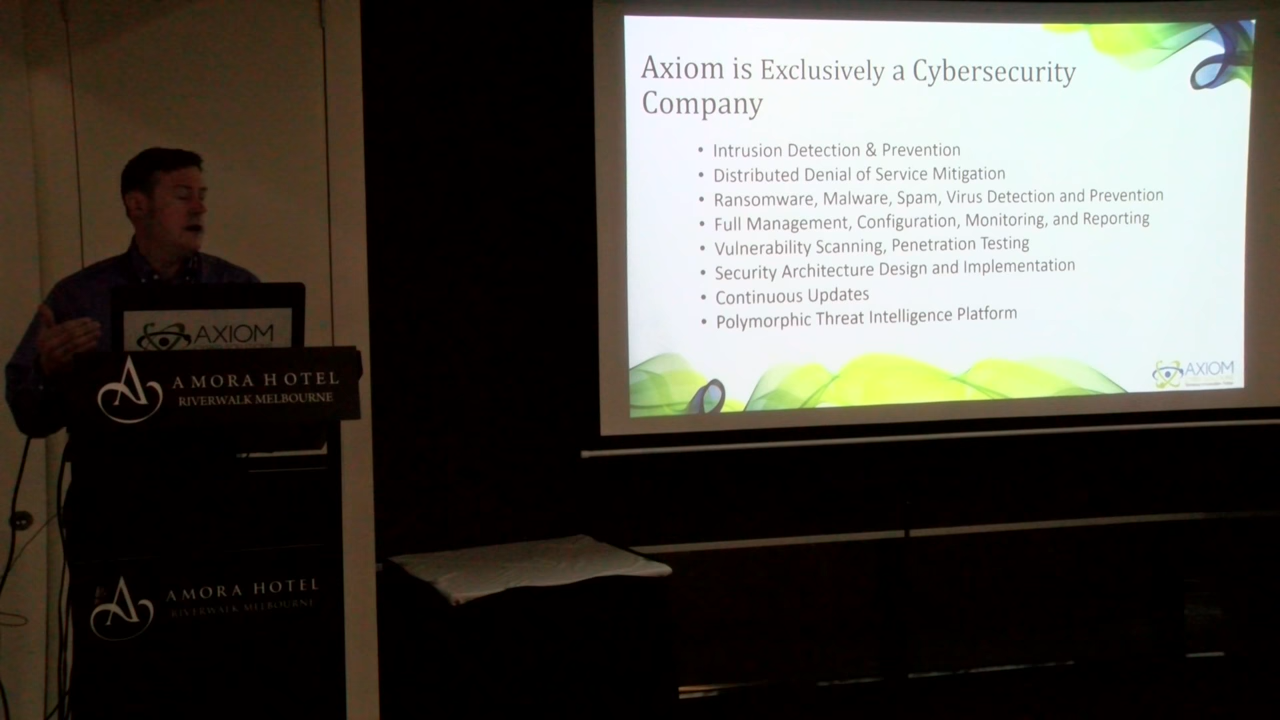 Axiom is Exclusively a Cybersecurity
Company
• Intrusion Detection & Prevention
• Distributed Denial of Service Mitigation
• Ransomware, Malware, Spam, Virus Detection and Prevention
• Full Management, Configuration, Monitoring, and Reporting
• Vulnerability Scanning, Penetration Testing
• Security Architecture Design and Implementation
• Continuous Updates
• Polymorphic Threat Intelligence Platform
AXIOM
AXIOM
A
AMORA HOTEL
RIVERWALK MELBOURNE
A
AMORA HOTEL
RIVERWALK MELBOURNE